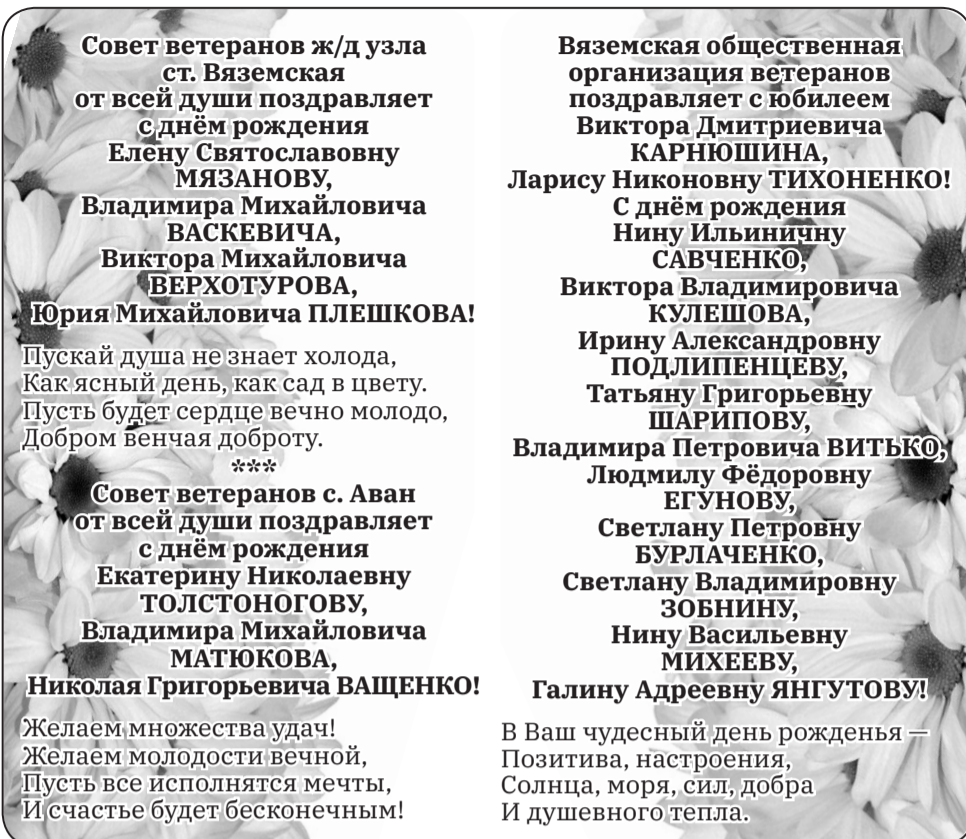 Совет ветеранов ж/д узла
ст. Вяземская
от всей души поздравляет
с днём рождения
Елену Святославовну
МЯЗАНОВУ,
Владимира Михайловича
ВАСКЕВИЧА,
Виктора Михайловича
ВЕРХОТУРОВА,
Юрия Михайловича ПЛЕШКОВА!
Пускай душа не знает холода,
Как ясный день, как сад в цвету.
Пусть будет сердце вечно молодо,
Добром венчая доброту.
***
Совет ветеранов с. Аван
от всей души поздравляет
с днём рождения
Екатерину Николаевну
ТОЛСТОНОГОВУ,
Владимира Михайловича
МАТЮКОВА,
Николая Григорьевича ВАЩЕНКО!
Желаем множества удач!
Желаем молодости вечной,
Пусть все исполнятся мечты,
И счастье будет бесконечным!
Вяземская общественная
организация ветеранов
поздравляет с юбилеем
Виктора Дмитриевича
КАРНЮШИНА,
Ларису Никоновну ТИХОНЕНКО!
С днём рождения
Нину Ильиничну
САВЧЕНКО,
Виктора Владимировича
КУЛЕШОВА,
Ирину Александровну
ПОДЛИПЕНЦЕВУ,
Татьяну Григорьевну
ШАРИПОВУ,
Владимира Петровича ВИТЬКО,
Людмилу Фёдоровну
ЕГУНОВУ,
Светлану Петровну
БУРЛАЧЕНКО,
Светлану Владимировну
ЗОБНИНУ,
Нину Васильевну
МИХЕЕВУ,
Галину Адреевну ЯНГУТОВУ!
В Ваш чудесный день рожденья —
Позитива, настроения,
Солнца, моря, сил, добра
И душевного тепла.